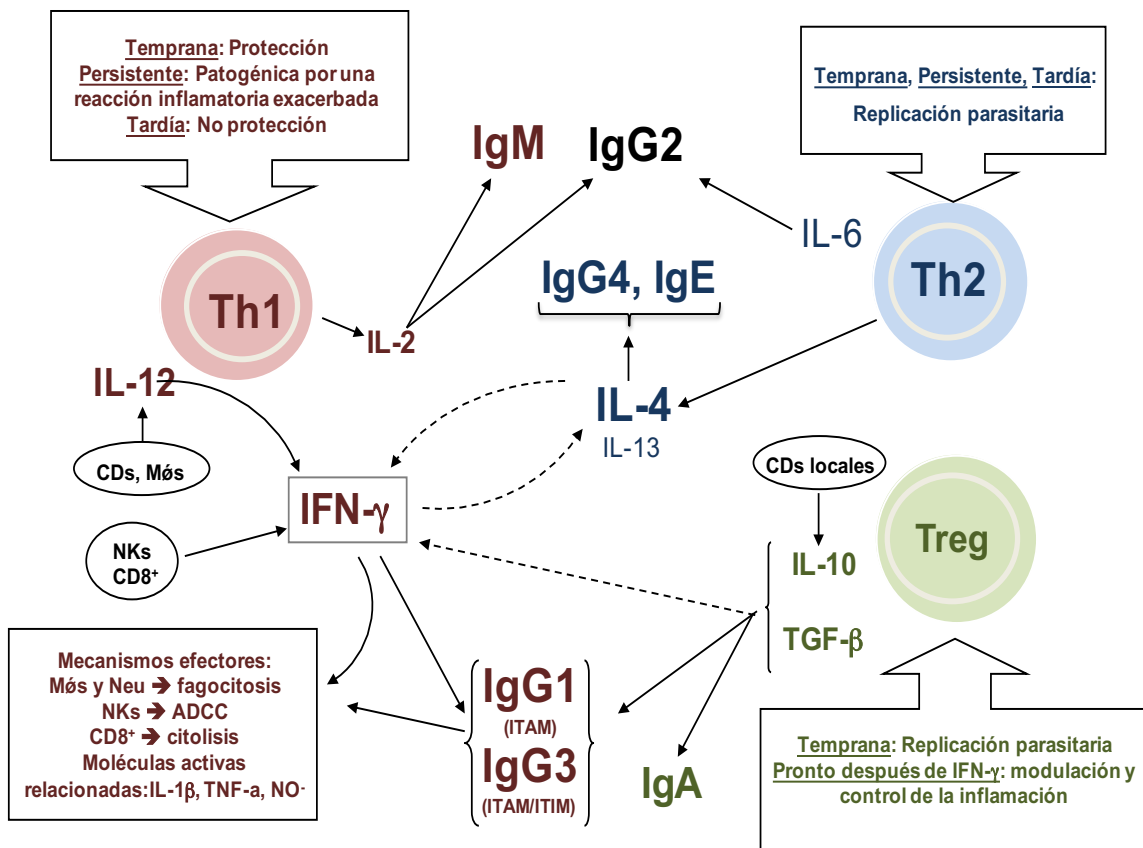 Temprana: Protección
Persistente: Patogénica por una
reacción inflamatoria exacerbada
Tardía: No protección
Temprana, Persistente, Tardía:
Replicación parasitaria
IgM
IgG2
IL-6
Th1
IgG4, IgE
Th2
IL-2
IL-12
IL-4
IL-13
CDs, Møs
CDs locales
IFN-γ
NKs
CD8⁺
Treg
IL-10
TGF-β
Mecanismos efectores:
Møs y Neu ➔ fagocitosis
NKs ➔ ADCC
CD8⁺ ➔ citolisis
Moléculas activas
relacionadas:IL-1β, TNF-a, NO⁻
IgG1
(ITAM)
IgG3
(ITAM/ITIM)
IgA
Temprana: Replicación parasitaria
Pronto después de IFN-γ: modulación y
control de la inflamación